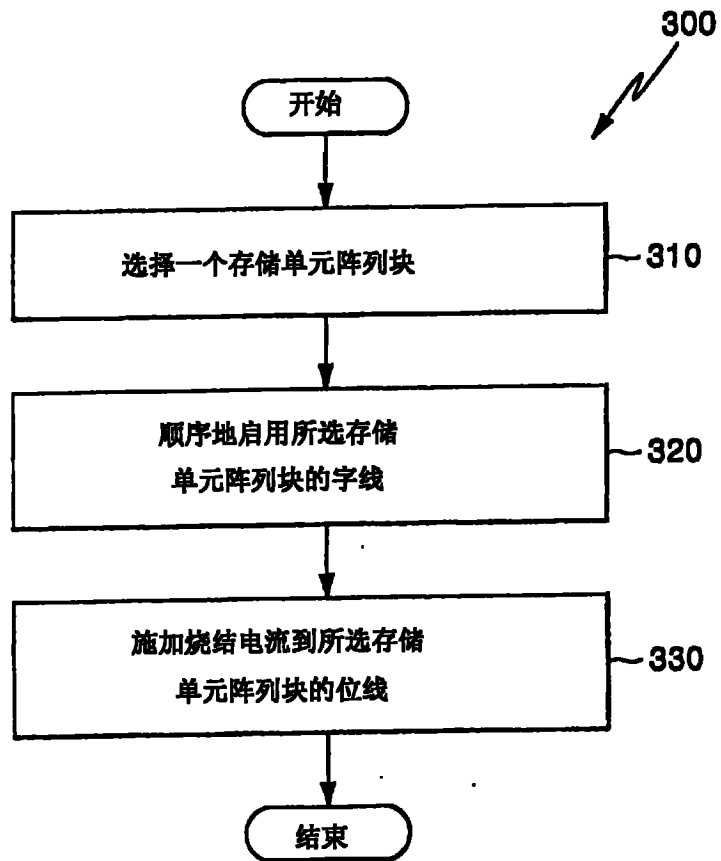 300
开始
选择一个存储单元阵列块
310
顺序地启用所选存储
单元阵列块的字线
320
施加烧结电流到所选存储
单元阵列块的位线
330
结束